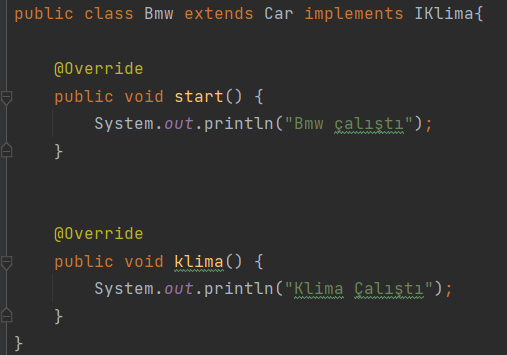 public class Bmw extends Car implements IKlima{
@Override
public void start() {
System.out.println("Bmw çalıştı");
}
@Override
public void klima() {
System.out.println("Klima Çalıştı");
}
}